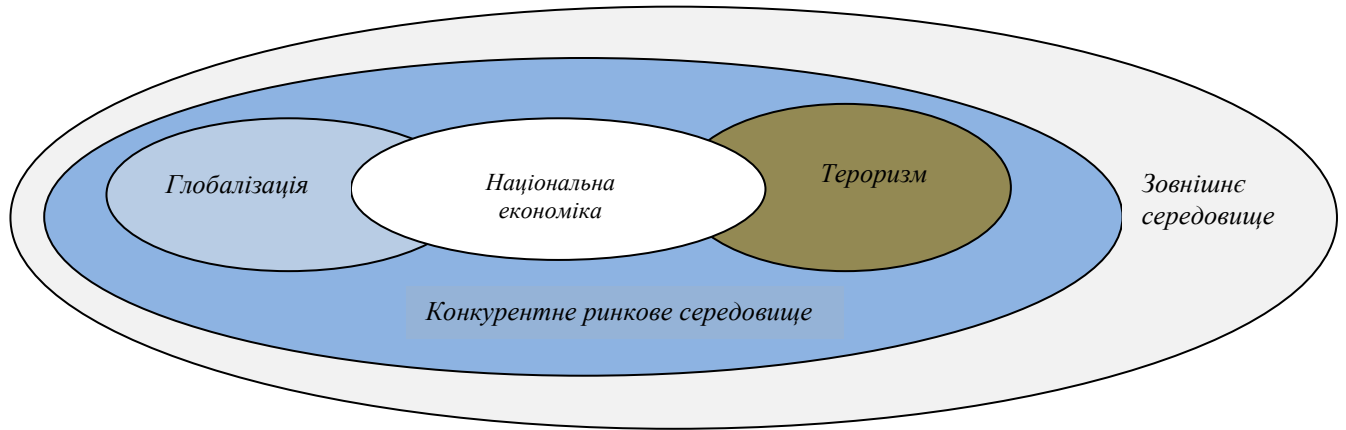 Глобалізація
Національна
економіка
Тероризм
Зовнішнє
середовище
Конкурентне ринкове середовище